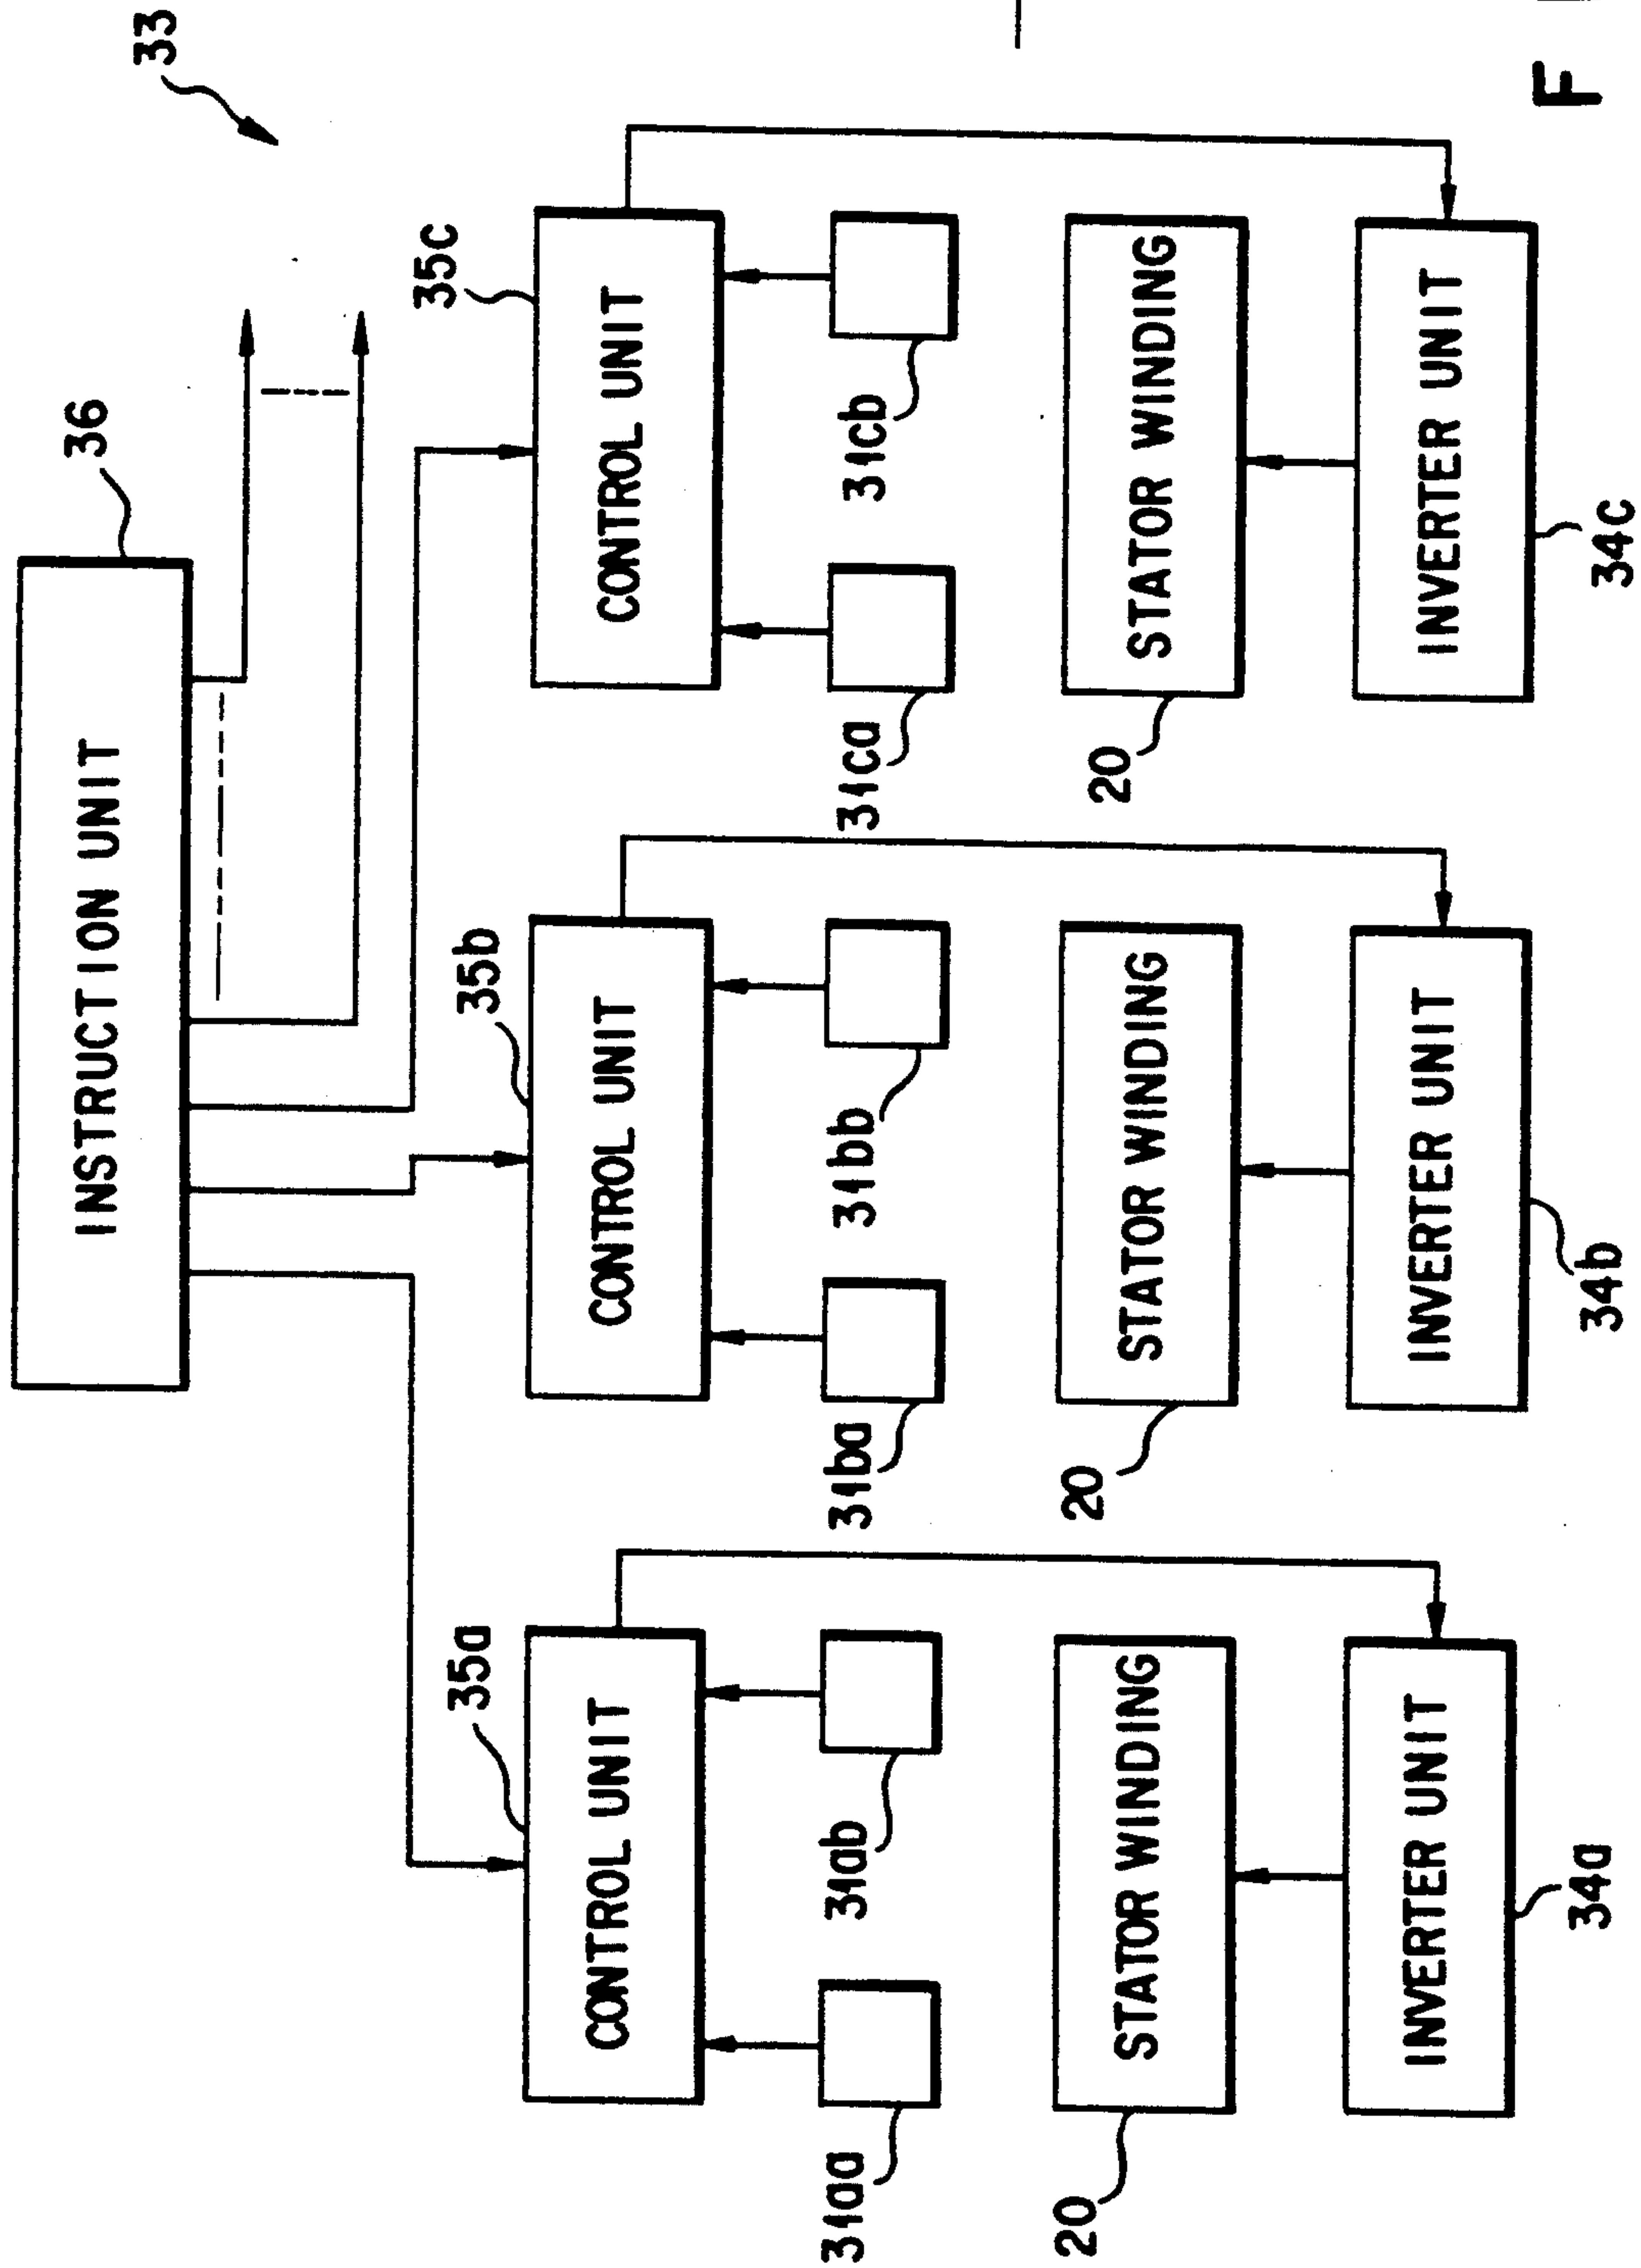 33
INSTRUCTION UNIT
36
35a
35b
35c
CONTROL UNIT
CONTROL UNIT
CONTROL UNIT
31aa
31ab
31ba
31bb
31ca
31cb
20
STATOR WINDING
20
STATOR WINDING
20
STATOR WINDING
INVERTER UNIT
INVERTER UNIT
INVERTER UNIT
34a
34b
34c
F